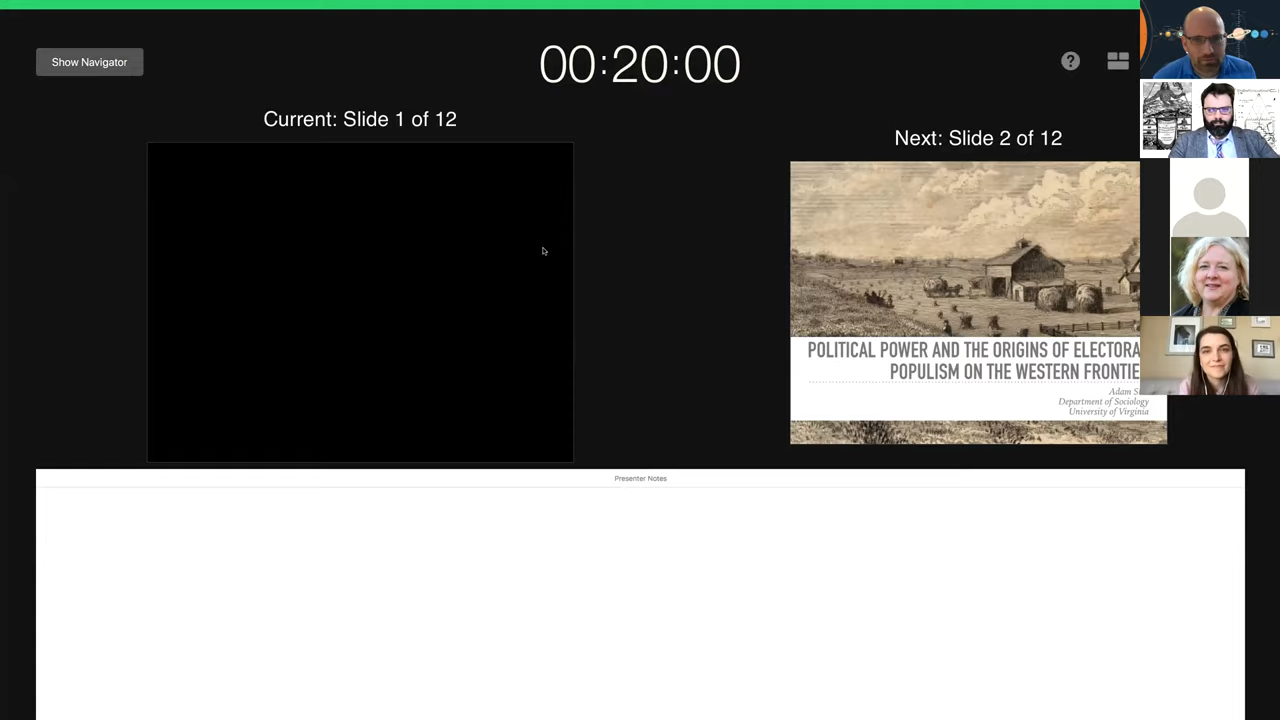 Show Navigator
00:20:00
Current: Slide 1 of 12
Next: Slide 2 of 12
POLITICAL POWER AND THE ORIGINS OF ELECTORA
POPULISM ON THE WESTERN FRONTIE
Adam S
Department of Sociology
University of Virginia
Presenter Notes